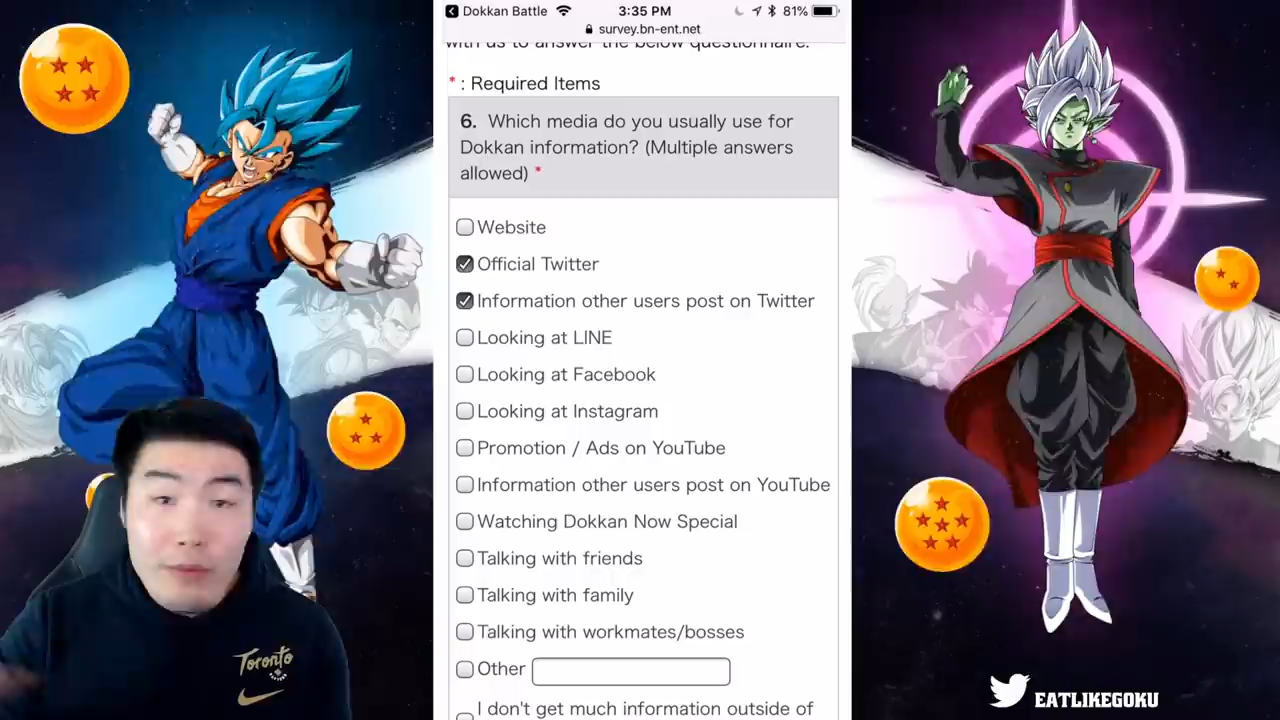 Dokkan Battle 3:35 PM 81%
survey.bn-ent.net
with us to answer the below questionnaire.
* : Required Items
6. Which media do you usually use for
Dokkan information? (Multiple answers
allowed) *
Website
Official Twitter
Information other users post on Twitter
Looking at LINE
Looking at Facebook
Looking at Instagram
Promotion / Ads on YouTube
Information other users post on YouTube
Watching Dokkan Now Special
Talking with friends
Talking with family
Talking with workmates/bosses
Other
I don't get much information outside of
Toronto
EATLIKEGOKU